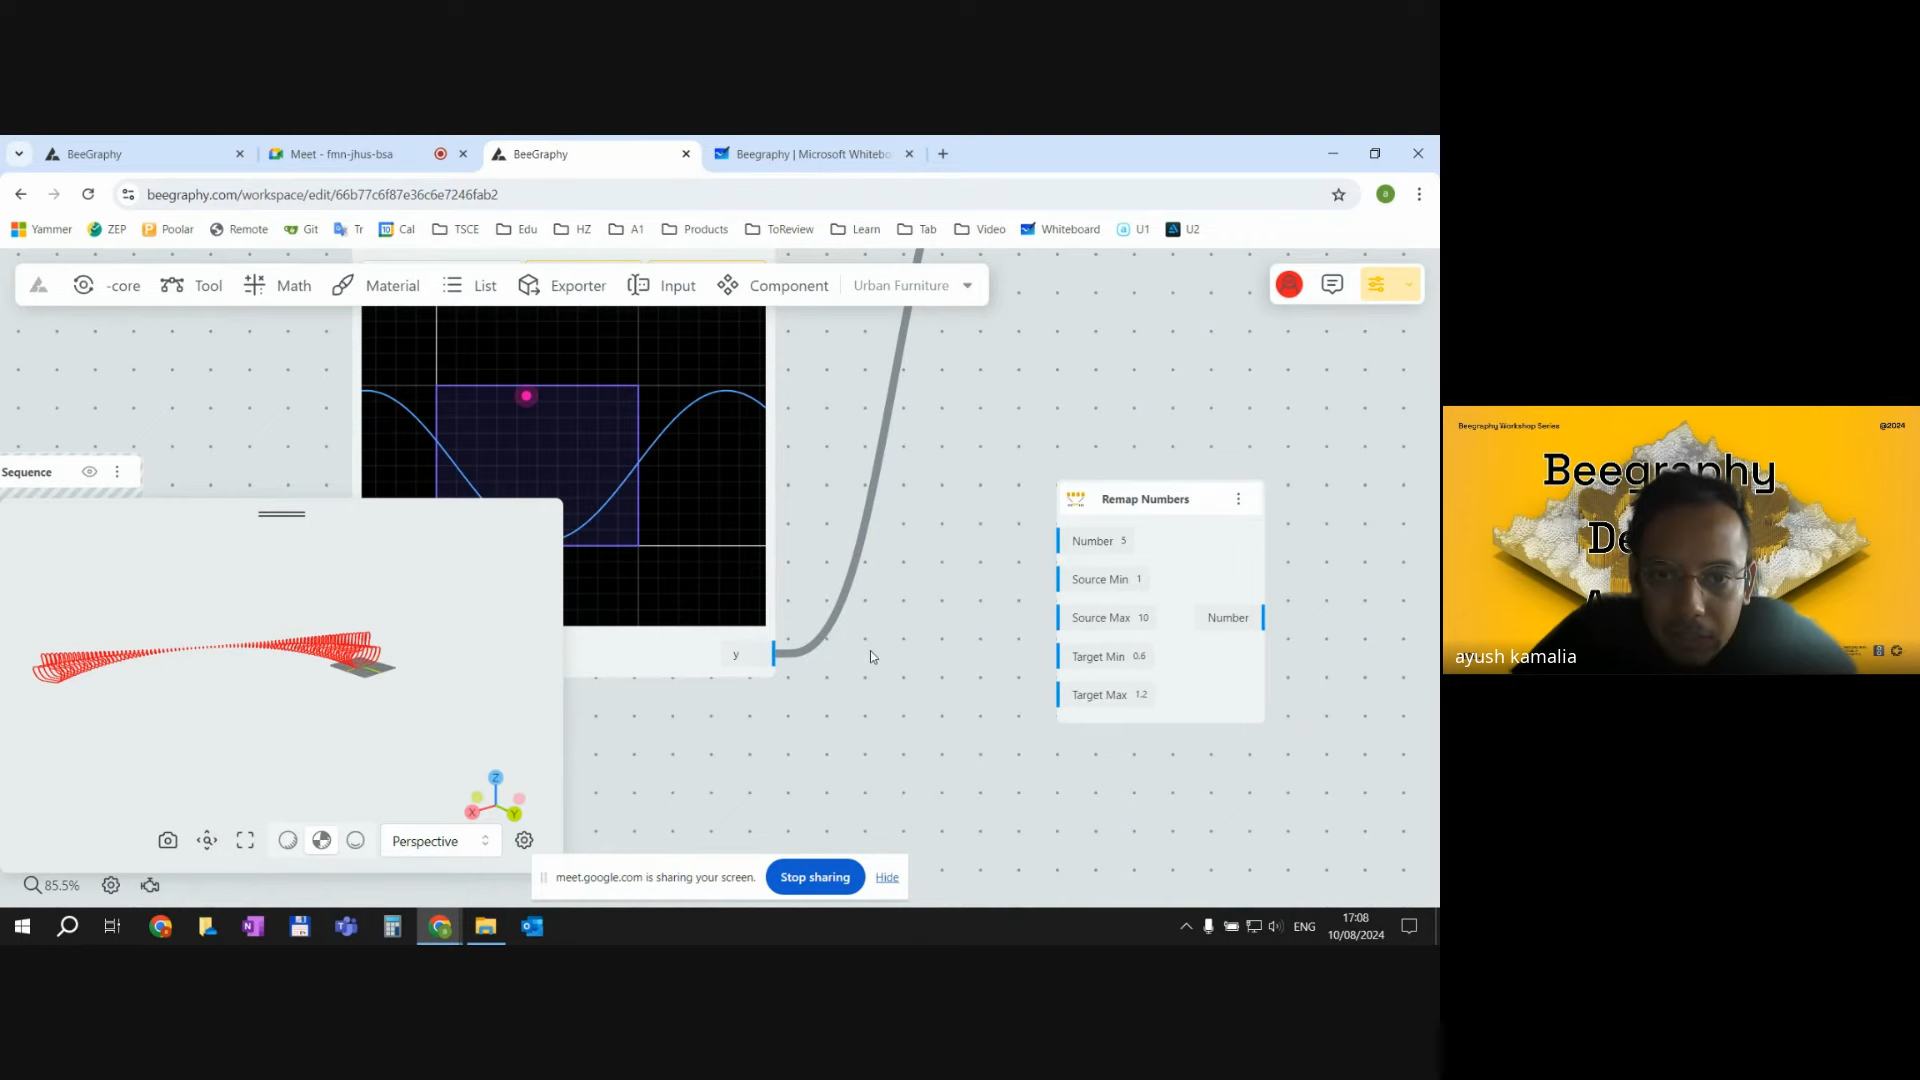 BeeGraphy
Meet - fmn-jhus-bsa
BeeGraphy
Beegraphy | Microsoft Whitebo
beegraphy.com/workspace/edit/66b77c6f87e36c6e7246fab2
Yammer
ZEP
Poolar
Remote
Git
Tr
Cal
TSCE
Edu
HZ
A1
Products
ToReview
Learn
Tab
Video
Whiteboard
U1
U2
-core
Tool
Math
Material
List
Exporter
Input
Component
Urban Furniture
Sequence
y
Remap Numbers
Number 5
Source Min 1
Source Max 10
Number
Target Min 0.6
Target Max 1.2
Z
X
Y
Perspective
85.5%
meet.google.com is sharing your screen.
Stop sharing
Hide
ENG
17:08
10/08/2024
Beegraphy Workshop Series
@2024
Beegraphy
De
ayush kamalia